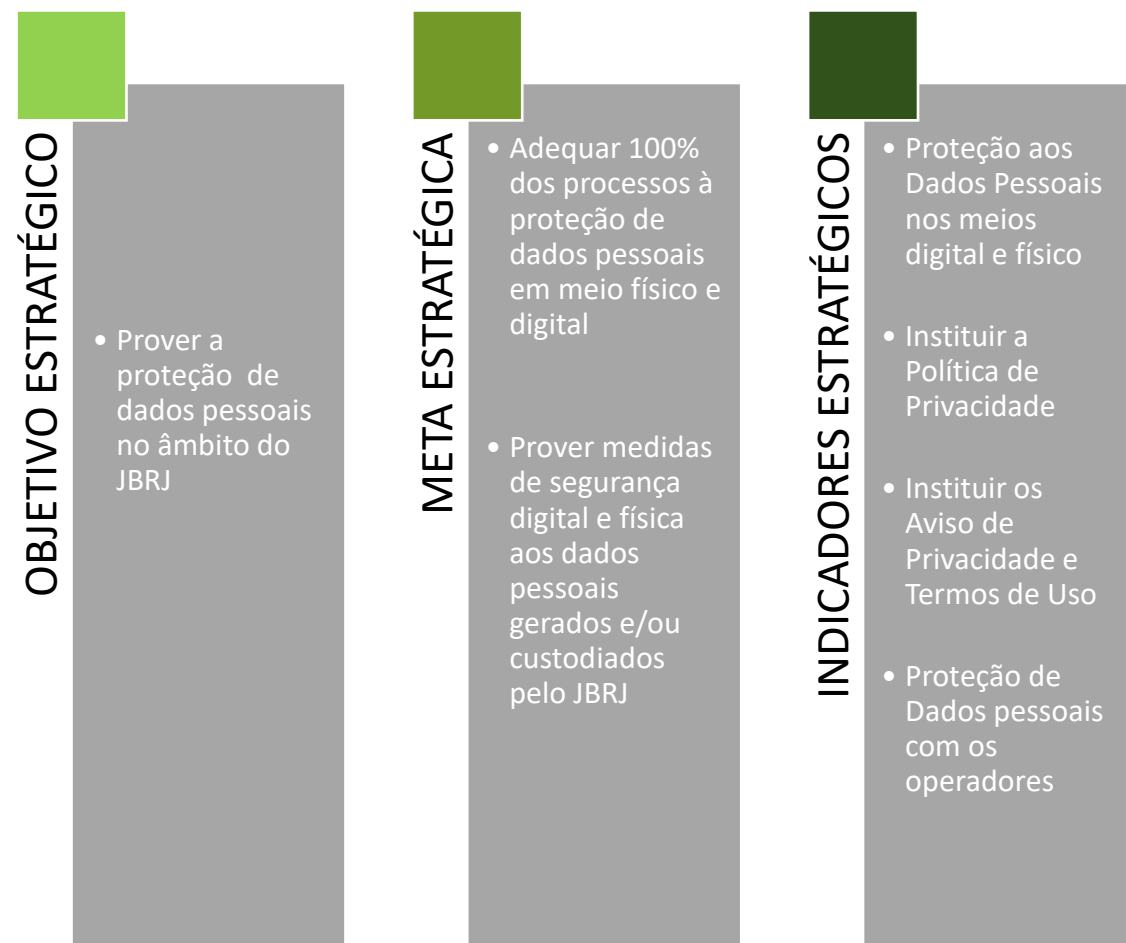 OBJETIVO ESTRATÉGICO
• Prover a
proteção de
dados pessoais
no âmbito do
JBRJ
META ESTRATÉGICA
• Adequar 100%
dos processos à
proteção de
dados pessoais
em meio físico e
digital
• Prover medidas
de segurança
digital e física
aos dados
pessoais
gerados e/ou
custodiados
pelo JBRJ
INDICADORES ESTRATÉGICOS
• Proteção aos
Dados Pessoais
nos meios
digital e físico
• Instituir a
Política de
Privacidade
• Instituir os
Aviso de
Privacidade e
Termos de Uso
• Proteção de
Dados pessoais
com os
operadores